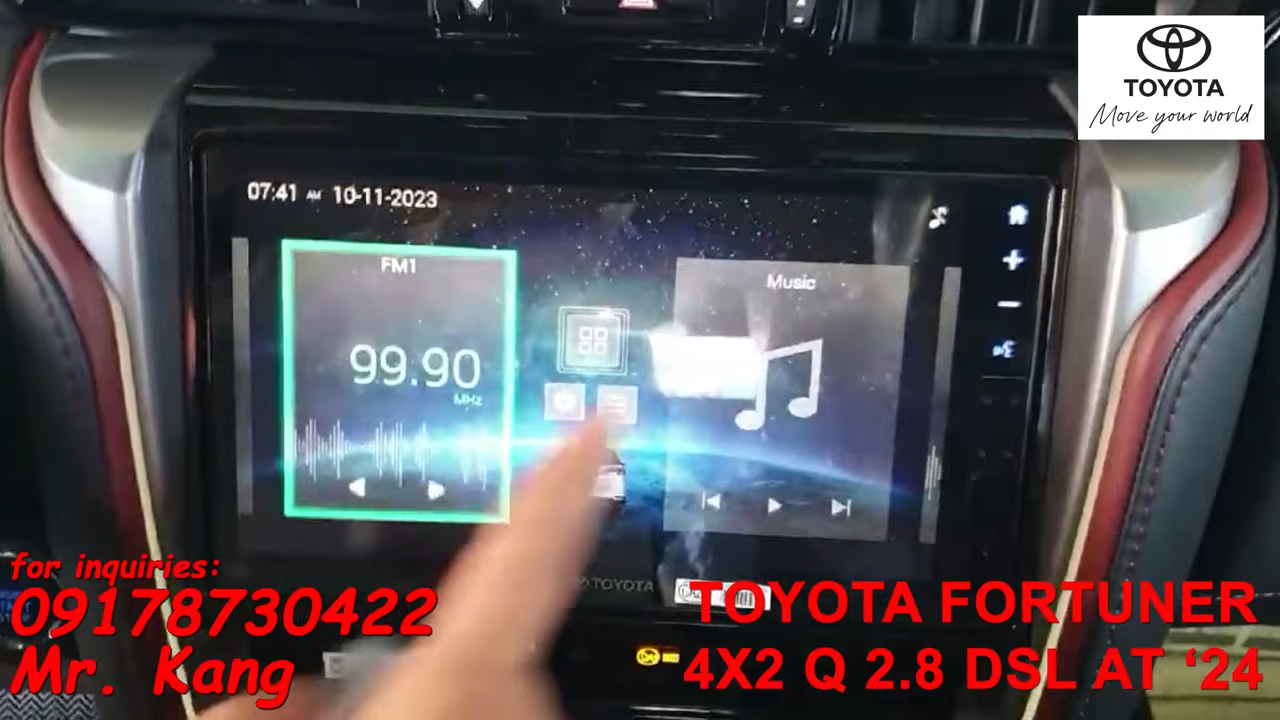 TOYOTA
Move your world
07:41 AM 10-11-2023
FM1
99.90
MHz
Music
TOYOTA
for inquiries:
09178730422
Mr. Kang
TOYOTA FORTUNER
4X2 Q 2.8 DSL AT ‘24